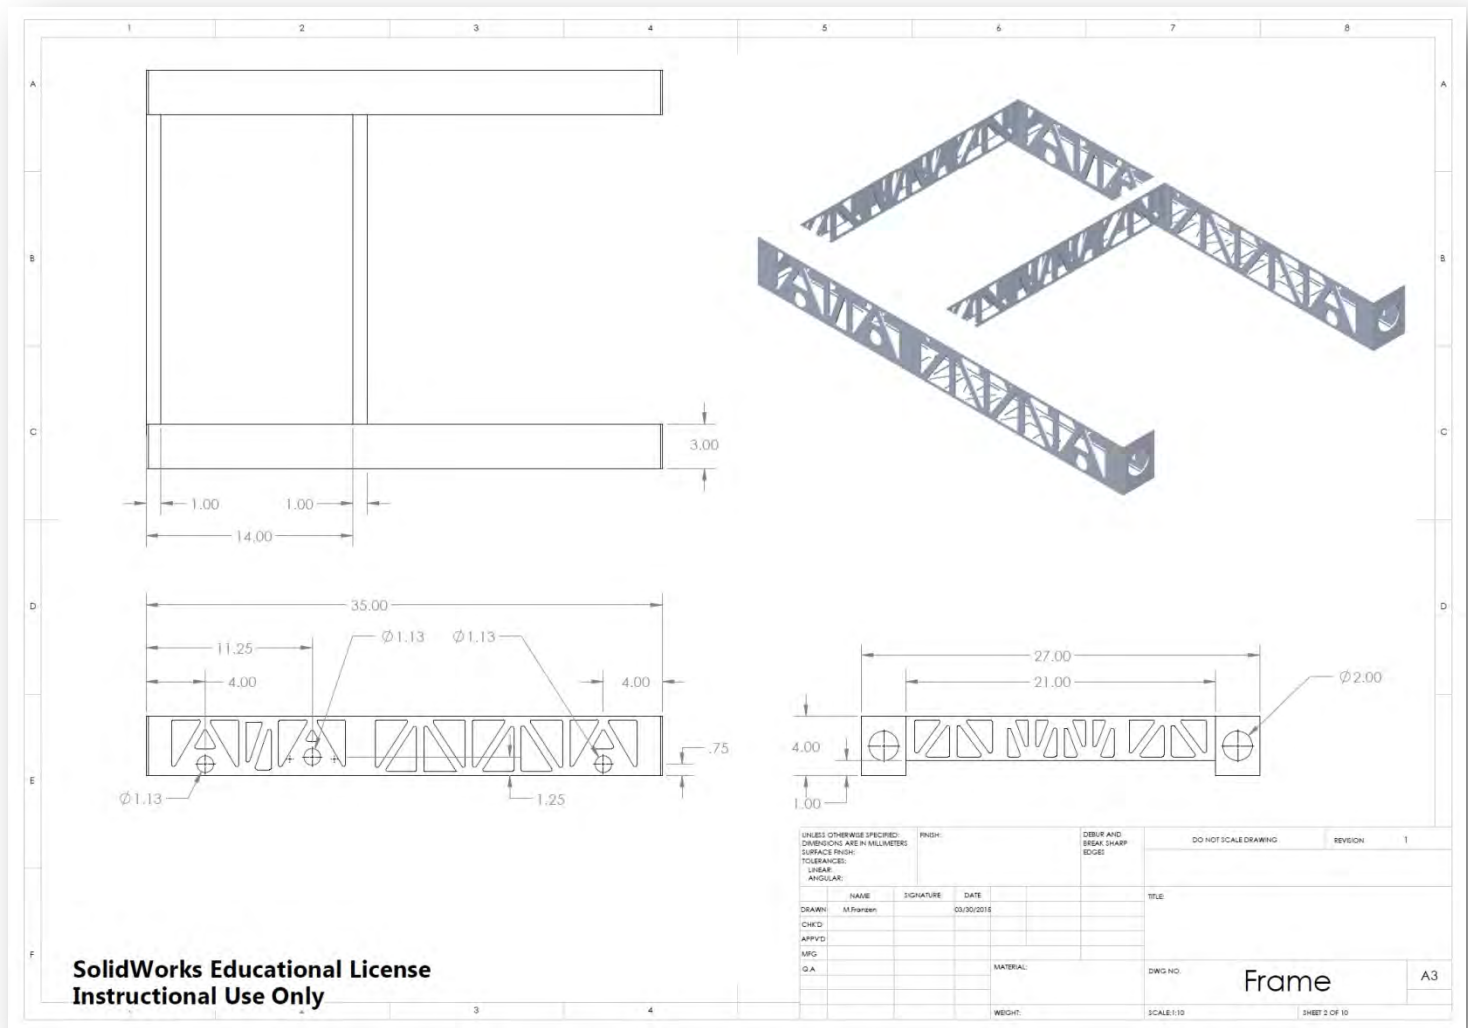 1 2 3 4 5 6 7 8
A A
B B
C C
3.00
1.00 1.00
14.00
D D
35.00
Ø1.13 Ø1.13
11.25
4.00 4.00
.75
Ø1.13
1.25
27.00
21.00
Ø2.00
4.00
1.00
E E
UNLESS OTHERWISE SPECIFIED:
DIMENSIONS ARE IN MILLIMETERS
SURFACE FINISH:
TOLERANCES:
LINEAR:
ANGULAR:
FINISH:
DEBUR AND
BREAK SHARP
EDGES
DO NOT SCALE DRAWING
REVISION 1
NAME SIGNATURE DATE
TITLE:
DRAWN M.Franzen 03/30/2015
CHK'D
APPV'D
MFG
Q.A
MATERIAL:
DWG NO.
Frame
A3
WEIGHT:
SCALE:1:10
SHEET 2 OF 10
F
SolidWorks Educational License
Instructional Use Only
3 4